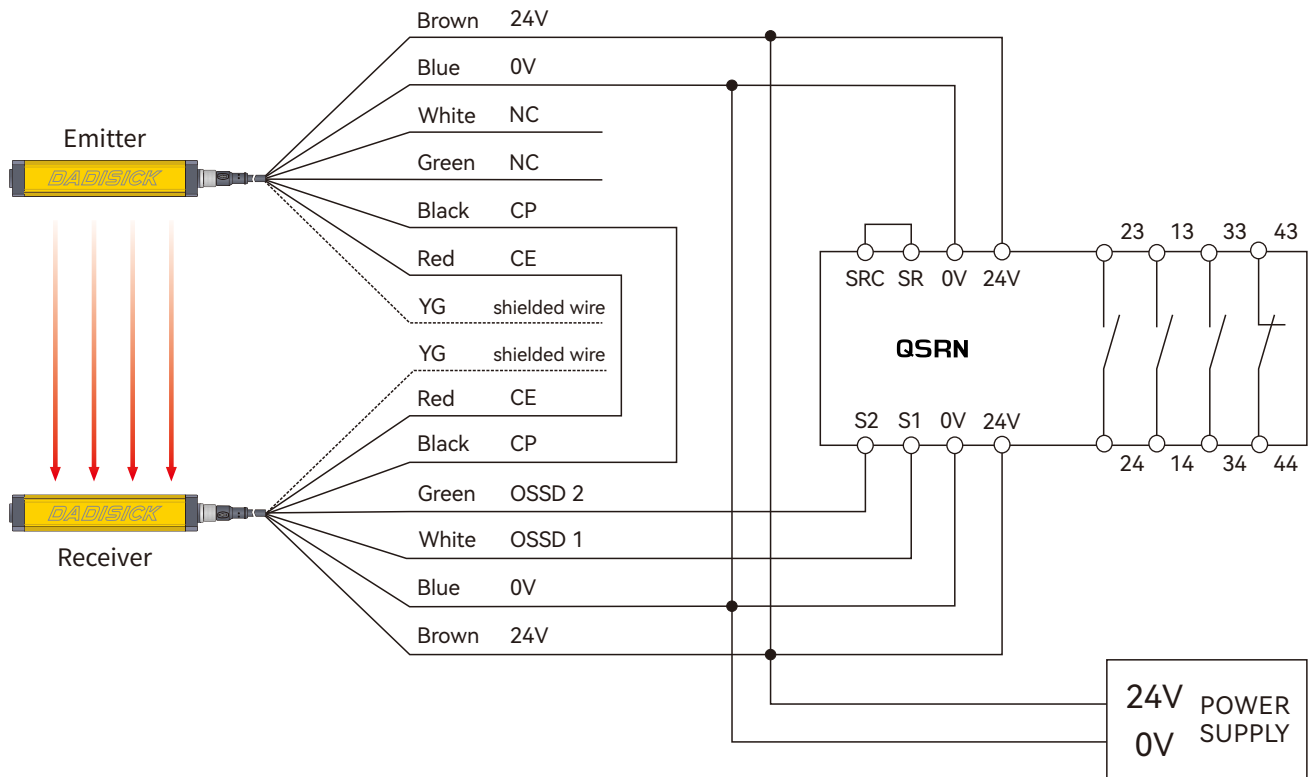 Brown 24V
Blue 0V
White NC
Emitter
Green NC
DADISICK
Black CP
Red CE
YG shielded wire
YG shielded wire
Red CE
Black CP
Green OSSD 2
DADISICK
White OSSD 1
Receiver
Blue 0V
Brown 24V
23 13 33 43
SRC SR 0V 24V
QSRN
S2 S1 0V 24V
24 14 34 44
24V POWER
0V SUPPLY